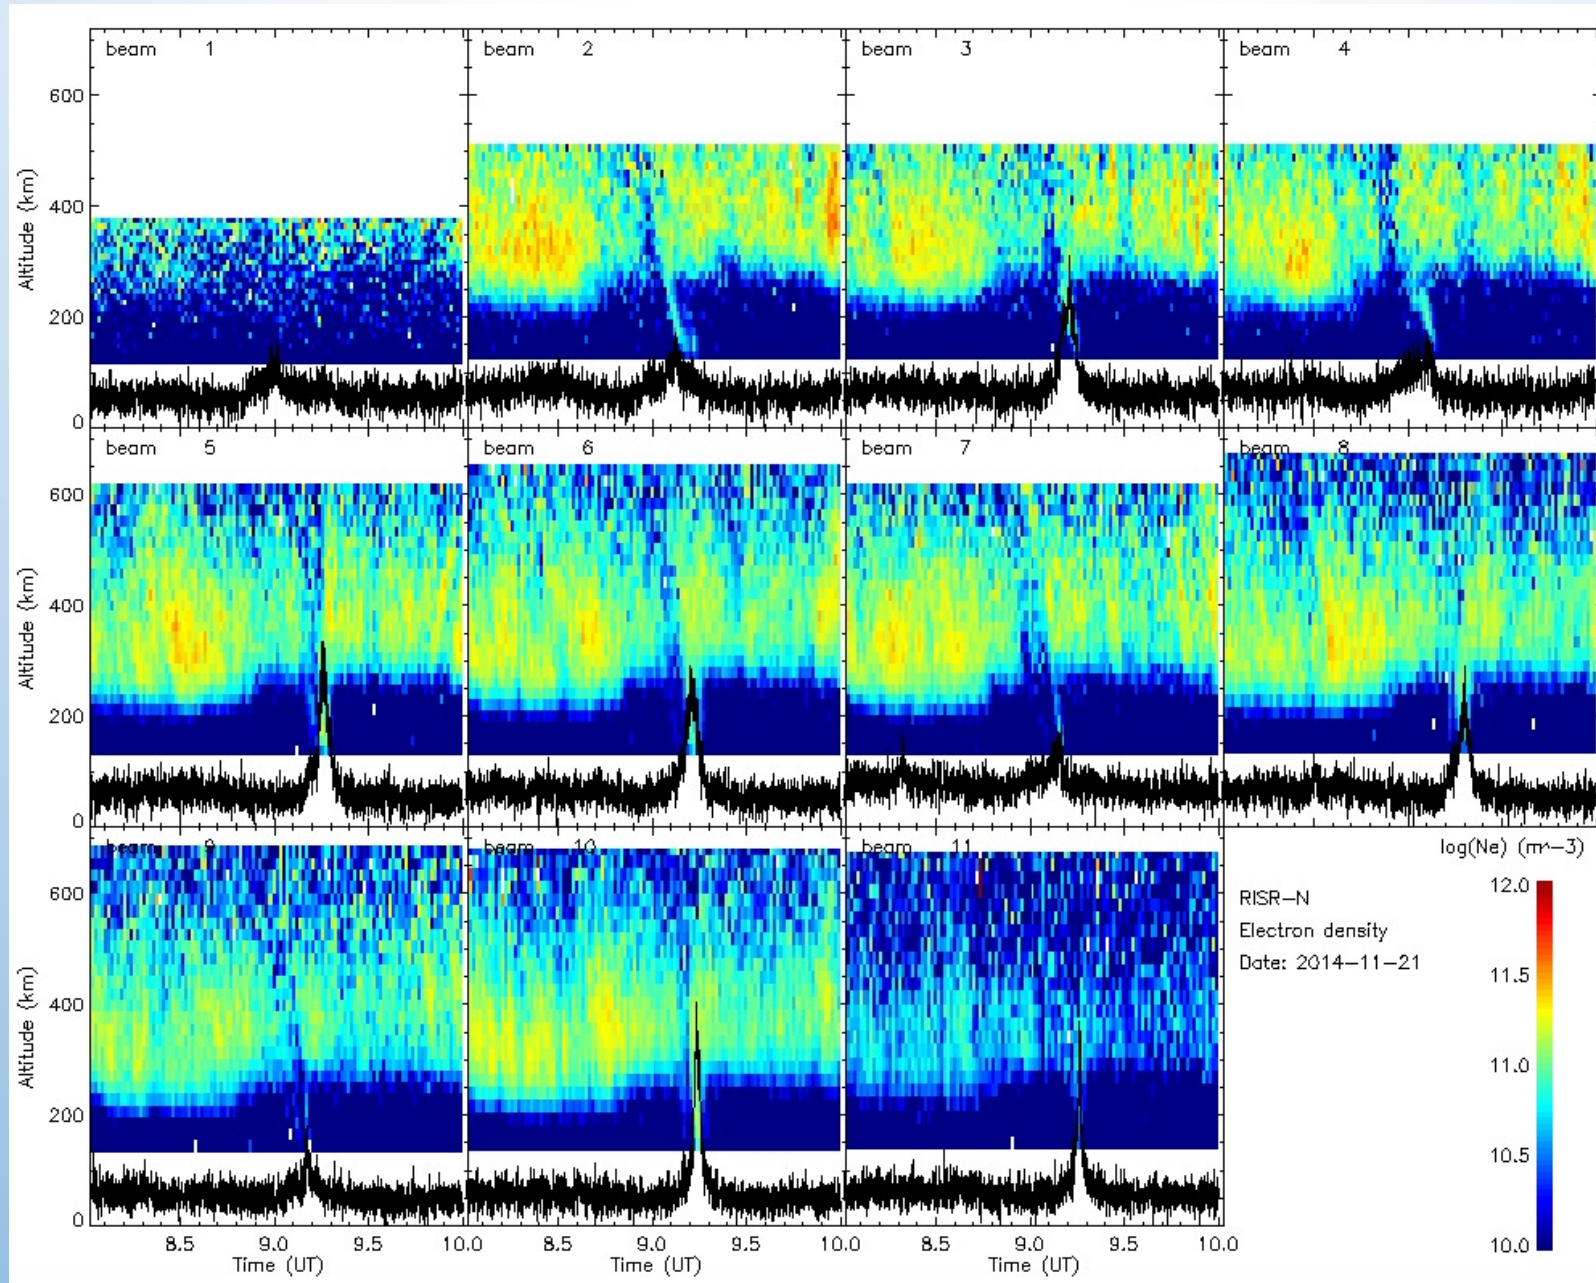 beam 1
beam 2
beam 3
beam 4
600
400
200
0
Altitude (km)
beam 5
beam 6
beam 7
beam 8
600
400
200
0
Altitude (km)
beam 9
beam 10
beam 11
600
400
200
0
Altitude (km)
8.5 9.0 9.5 10.0
Time (UT)
8.5 9.0 9.5 10.0
Time (UT)
8.5 9.0 9.5 10.0
Time (UT)
log(Ne) (m^-3)
RISR-N
Electron density
Date: 2014-11-21
12.0
11.5
11.0
10.5
10.0